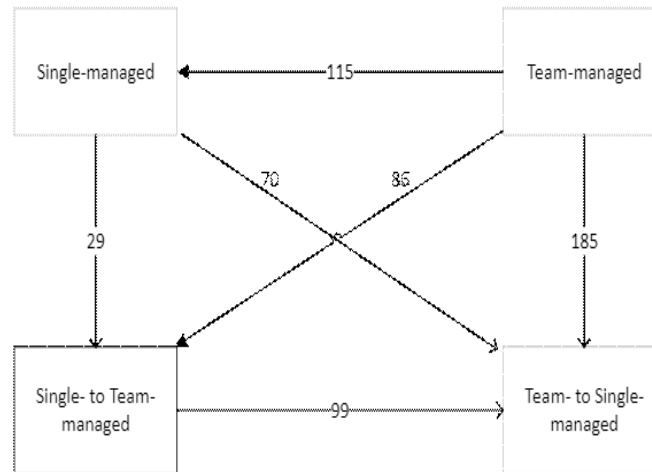 Single-managed
115
Team-managed
70
86
29
185
Single- to Team-
managed
99
Team- to Single-
managed